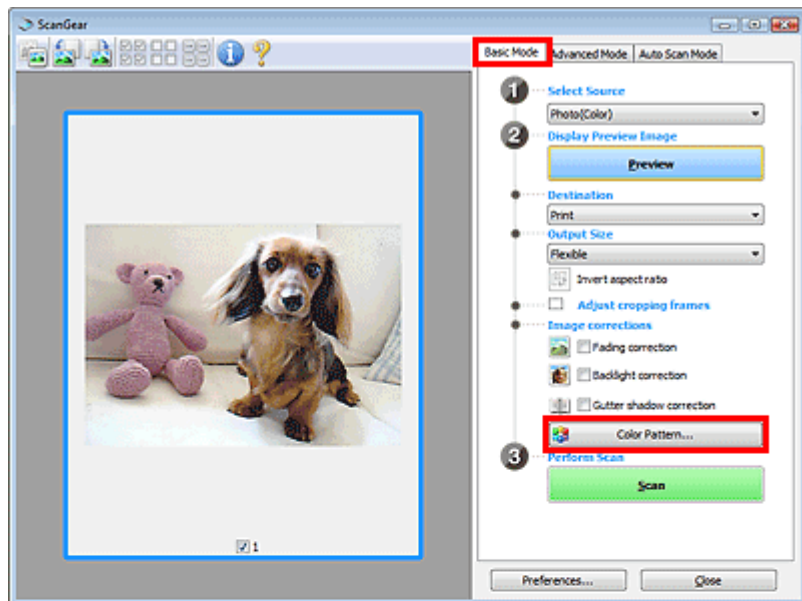 ScanGear
Basic Mode
Advanced Mode
Auto Scan Mode
1
Select Source
Photo(Color)
2
Display Preview Image
Preview
Destination
Print
Output Size
Flexible
Invert aspect ratio
Adjust cropping frames
Image corrections
Fading correction
Backlight correction
Gutter shadow correction
Color Pattern...
3
Perform Scan
Scan
1
Preferences...
Close